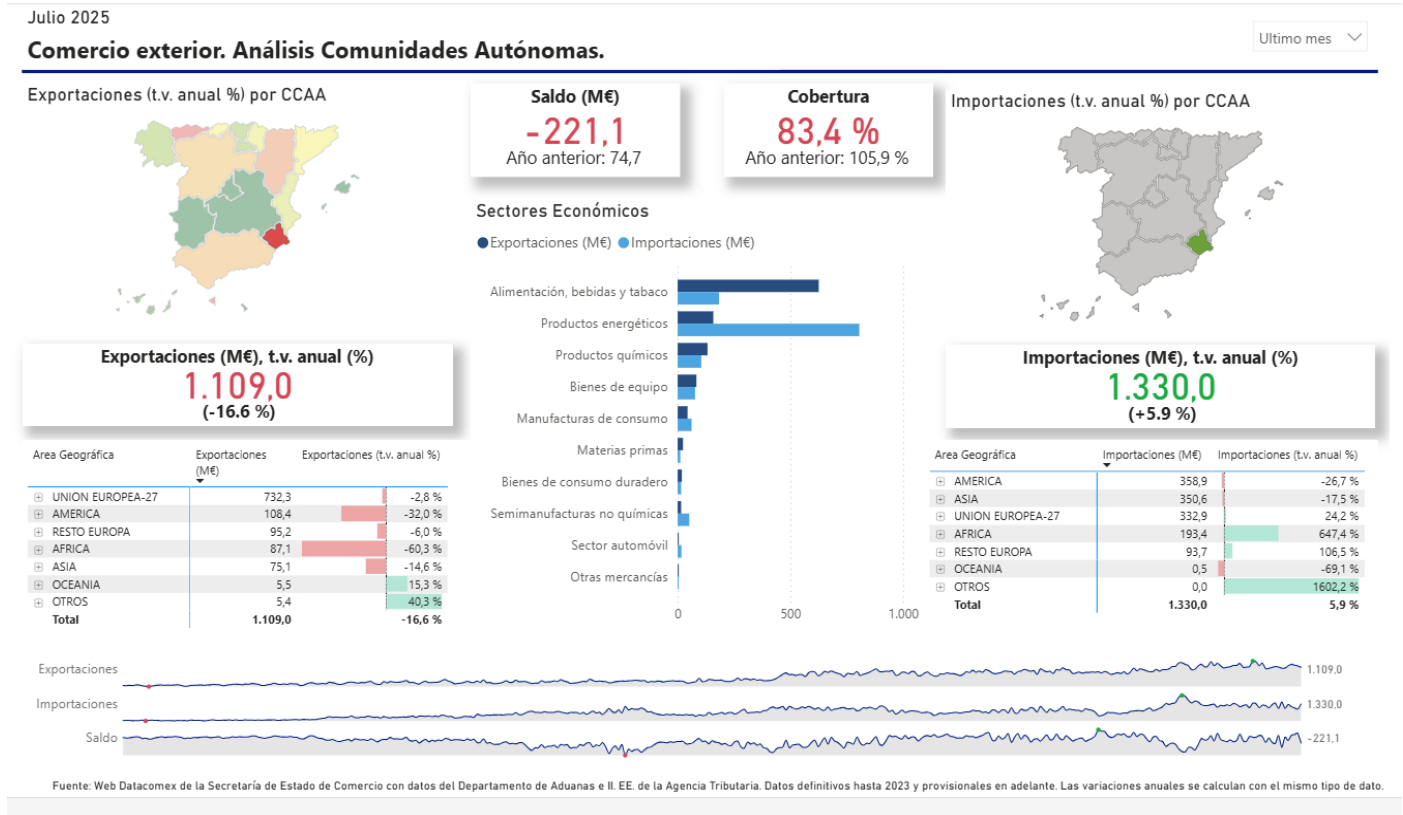 Julio 2025
Comercio exterior. Análisis Comunidades Autónomas.
Ultimo mes
Exportaciones (t.v. anual %) por CCAA
Saldo (M€)
-221,1
Año anterior: 74,7
Cobertura
83,4 %
Año anterior: 105,9 %
Importaciones (t.v. anual %) por CCAA
Sectores Económicos
Exportaciones (M€) Importaciones (M€)
Alimentación, bebidas y tabaco
Productos energéticos
Productos químicos
Bienes de equipo
Manufacturas de consumo
Materias primas
Bienes de consumo duradero
Semimanufacturas no químicas
Sector automóvil
Otras mercancías
0 500 1.000
Exportaciones (M€), t.v. anual (%)
1.109,0
(-16.6 %)
Area Geográfica Exportaciones (M€) Exportaciones (t.v. anual %)
UNION EUROPEA-27 732,3 -2,8 %
AMERICA 108,4 -32,0 %
RESTO EUROPA 95,2 -6,0 %
AFRICA 87,1 -60,3 %
ASIA 75,1 -14,6 %
OCEANIA 5,5 15,3 %
OTROS 5,4 40,3 %
Total 1.109,0 -16,6 %
Importaciones (M€), t.v. anual (%)
1.330,0
(+5.9 %)
Area Geográfica Importaciones (M€) Importaciones (t.v. anual %)
AMERICA 358,9 -26,7 %
ASIA 350,6 -17,5 %
UNION EUROPEA-27 332,9 24,2 %
AFRICA 193,4 647,4 %
RESTO EUROPA 93,7 106,5 %
OCEANIA 0,5 -69,1 %
OTROS 0,0 1602,2 %
Total 1.330,0 5,9 %
Exportaciones 1.109,0
Importaciones 1.330,0
Saldo -221,1
Fuente: Web Datacomex de la Secretaría de Estado de Comercio con datos del Departamento de Aduanas e II. EE. de la Agencia Tributaria. Datos definitivos hasta 2023 y provisionales en adelante. Las variaciones anuales se calculan con el mismo tipo de dato.